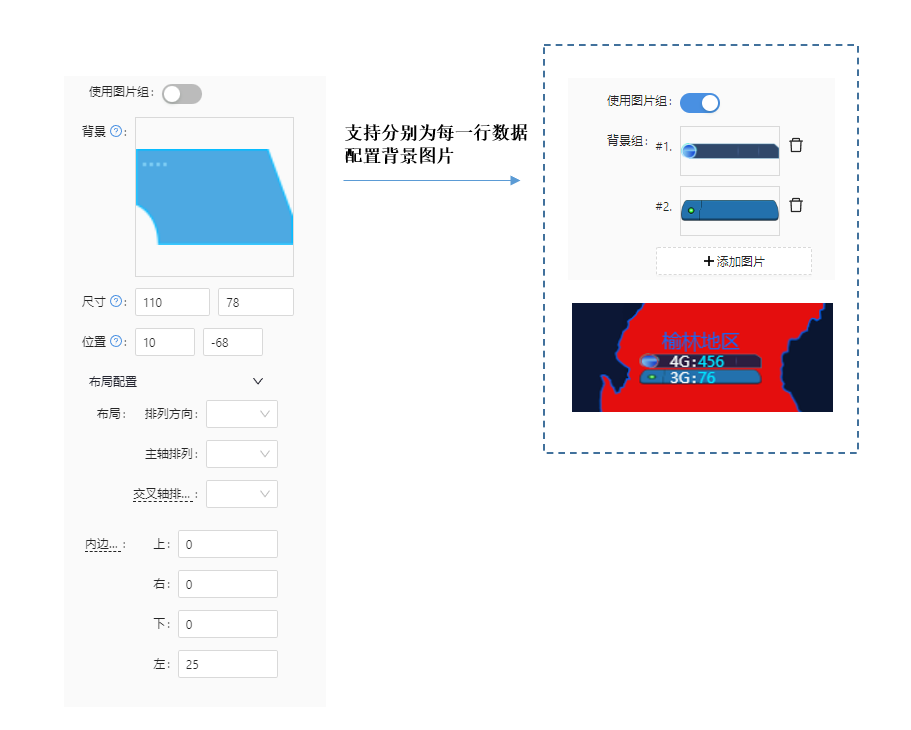 使用图片组:
背景 ?:
尺寸 ?: 110 78
位置 ?: 10 -68
布局配置
布局: 排列方向:
主轴排列:
交叉轴排... :
内边... : 上: 0
右: 0
下: 0
左: 25
支持分别为每一行数据
配置背景图片
使用图片组:
背景组: #1.
#2.
+添加图片
榆林地区
4G:456
3G:76